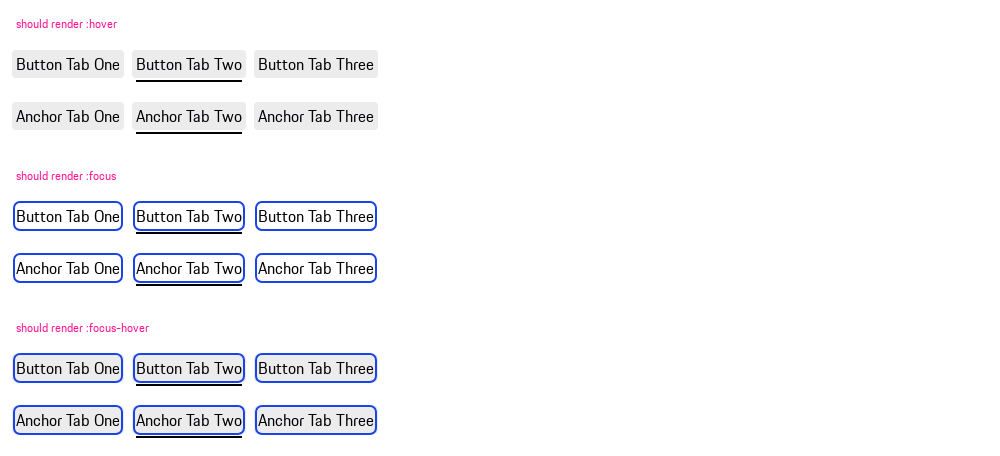 should render :hover
Button Tab One Button Tab Two Button Tab Three
Anchor Tab One Anchor Tab Two Anchor Tab Three
should render :focus
Button Tab One Button Tab Two Button Tab Three
Anchor Tab One Anchor Tab Two Anchor Tab Three
should render :focus-hover
Button Tab One Button Tab Two Button Tab Three
Anchor Tab One Anchor Tab Two Anchor Tab Three